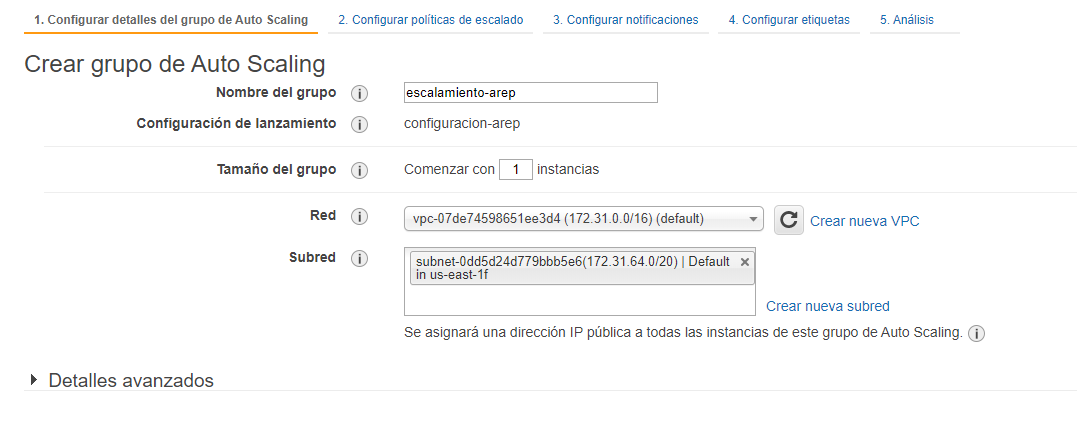 1. Configurar detalles del grupo de Auto Scaling 2. Configurar políticas de escalado 3. Configurar notificaciones 4. Configurar etiquetas 5. Análisis
Crear grupo de Auto Scaling
Nombre del grupo i escalamiento-arep
Configuración de lanzamiento i configuracion-arep
Tamaño del grupo i Comenzar con 1 instancias
Red i vpc-07de74598651ee3d4 (172.31.0.0/16) (default) Crear nueva VPC
Subred i subnet-0dd5d24d779bbb5e6(172.31.64.0/20) | Default ×
in us-east-1f
Crear nueva subred
Se asignará una dirección IP pública a todas las instancias de este grupo de Auto Scaling. i
Detalles avanzados